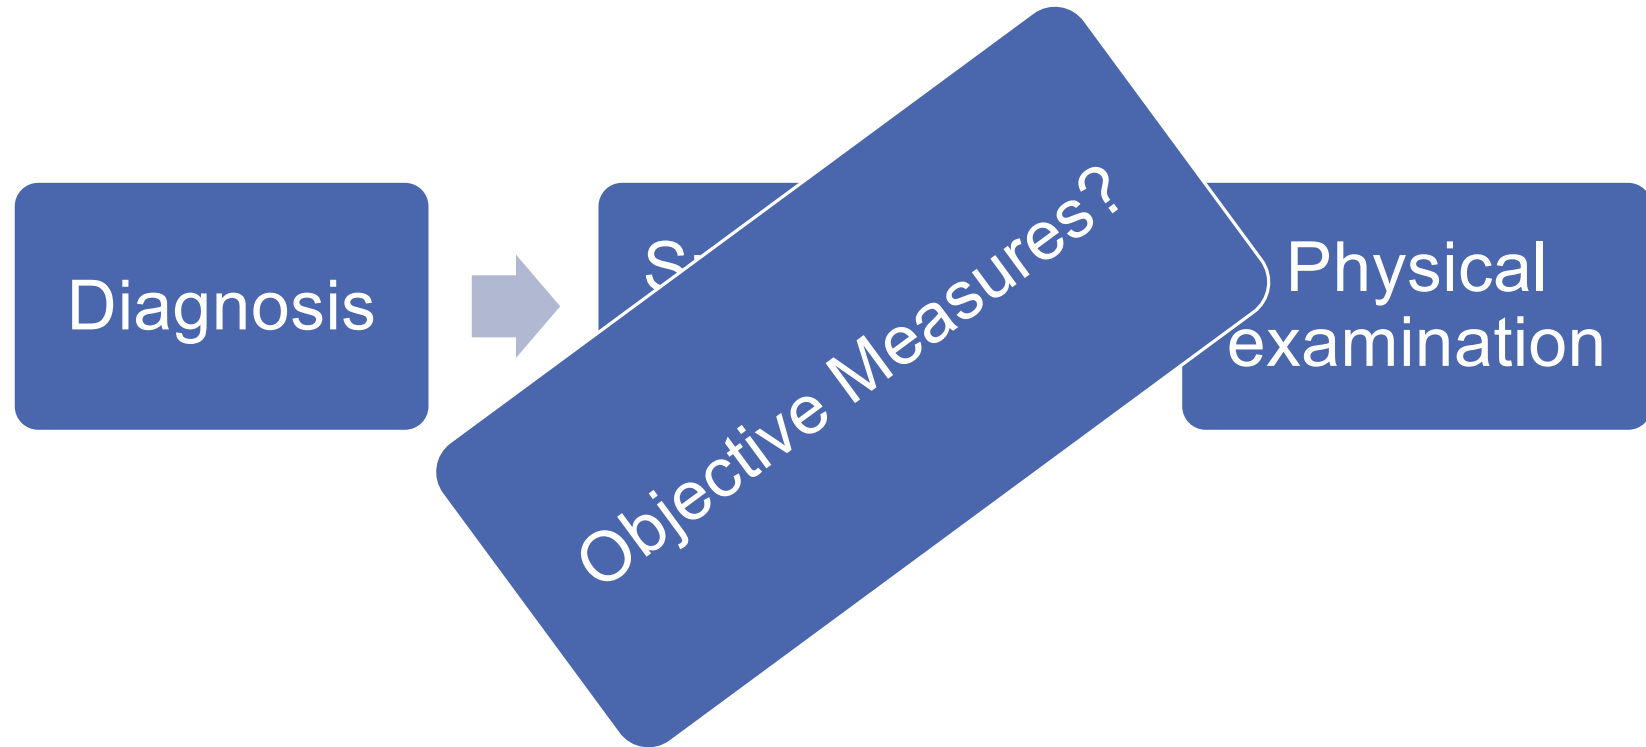 Diagnosis
Objective Measures?
Physical
examination